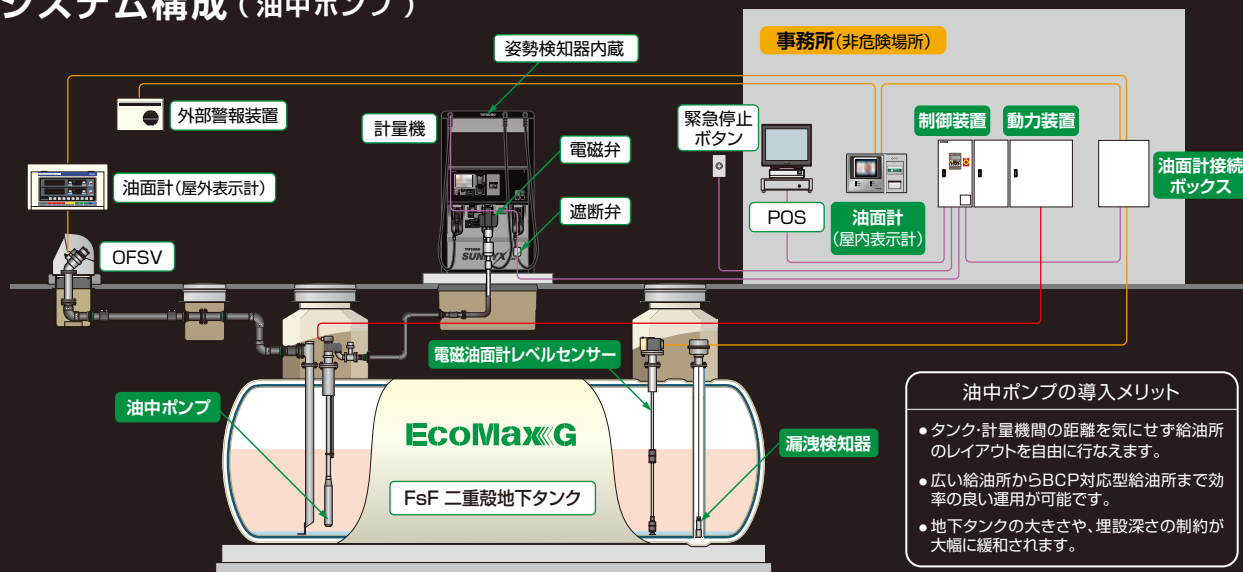 システム構成(油中ポンプ)
事務所(非危険場所)
姿勢検知器内蔵
外部警報装置
計量機
緊急停止
ボタン
制御装置
動力装置
電磁弁
油面計(屋外表示計)
油面計接続
ボックス
遮断弁
POS
油面計
(屋内表示計)
OFSV
SUNNYX
電磁油面計レベルセンサー
油中ポンプ
EcoMax G
漏洩検知器
FsF 二重殻地下タンク
油中ポンプの導入メリット
●タンク・計量機間の距離を気にせず給油所
のレイアウトを自由に行なえます。
●広い給油所からBCP対応型給油所まで効
率の良い運用が可能です。
●地下タンクの大きさや、埋設深さの制約が
大幅に緩和されます。